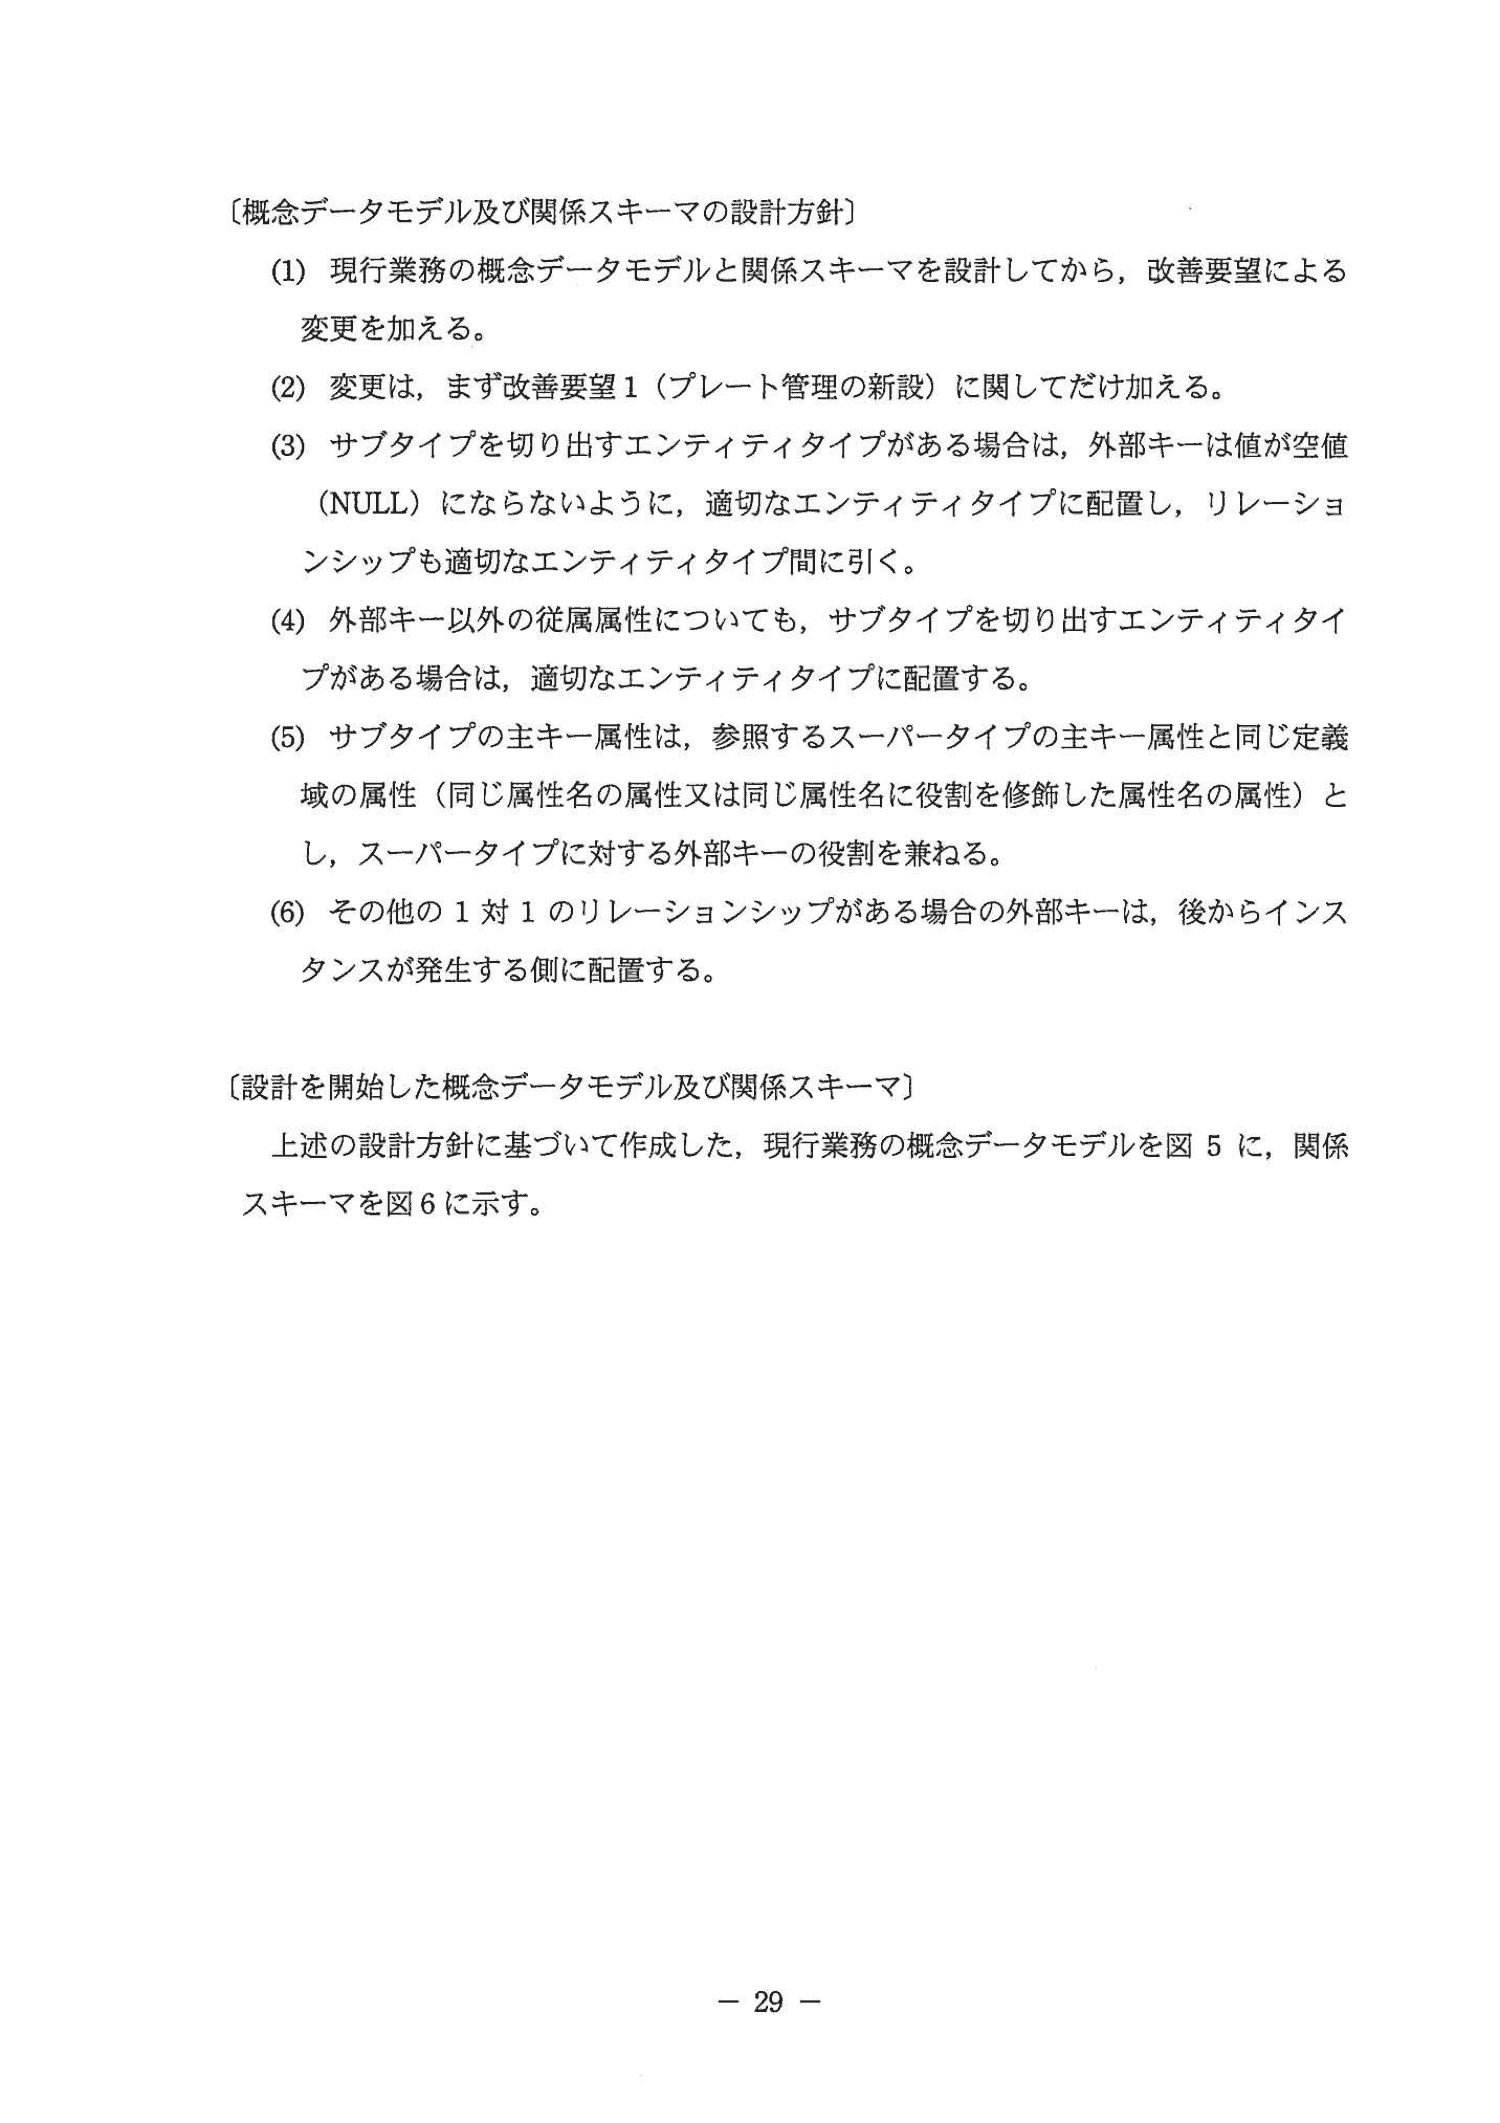 〔概念データモデル及び関係スキーマの設計方針〕
(1) 現行業務の概念データモデルと関係スキーマを設計してから，改善要望による
変更を加える。
(2) 変更は，まず改善要望1（プレート管理の新設）に関してだけ加える。
(3) サブタイプを切り出すエンティティタイプがある場合は，外部キーは値が空値
（NULL）にならないように，適切なエンティティタイプに配置し，リレーショ
ンシップも適切なエンティティタイプ間に引く。
(4) 外部キー以外の従属属性についても，サブタイプを切り出すエンティティタイ
プがある場合は，適切なエンティティタイプに配置する。
(5) サブタイプの主キー属性は，参照するスーパータイプの主キー属性と同じ定義
域の属性（同じ属性名の属性又は同じ属性名に役割を修飾した属性名の属性）と
し，スーパータイプに対する外部キーの役割を兼ねる。
(6) その他の 1 対 1 のリレーションシップがある場合の外部キーは，後からインス
タンスが発生する側に配置する。
〔設計を開始した概念データモデル及び関係スキーマ〕
上述の設計方針に基づいて作成した，現行業務の概念データモデルを図 5 に，関係
スキーマを図6に示す。
－ 29 －